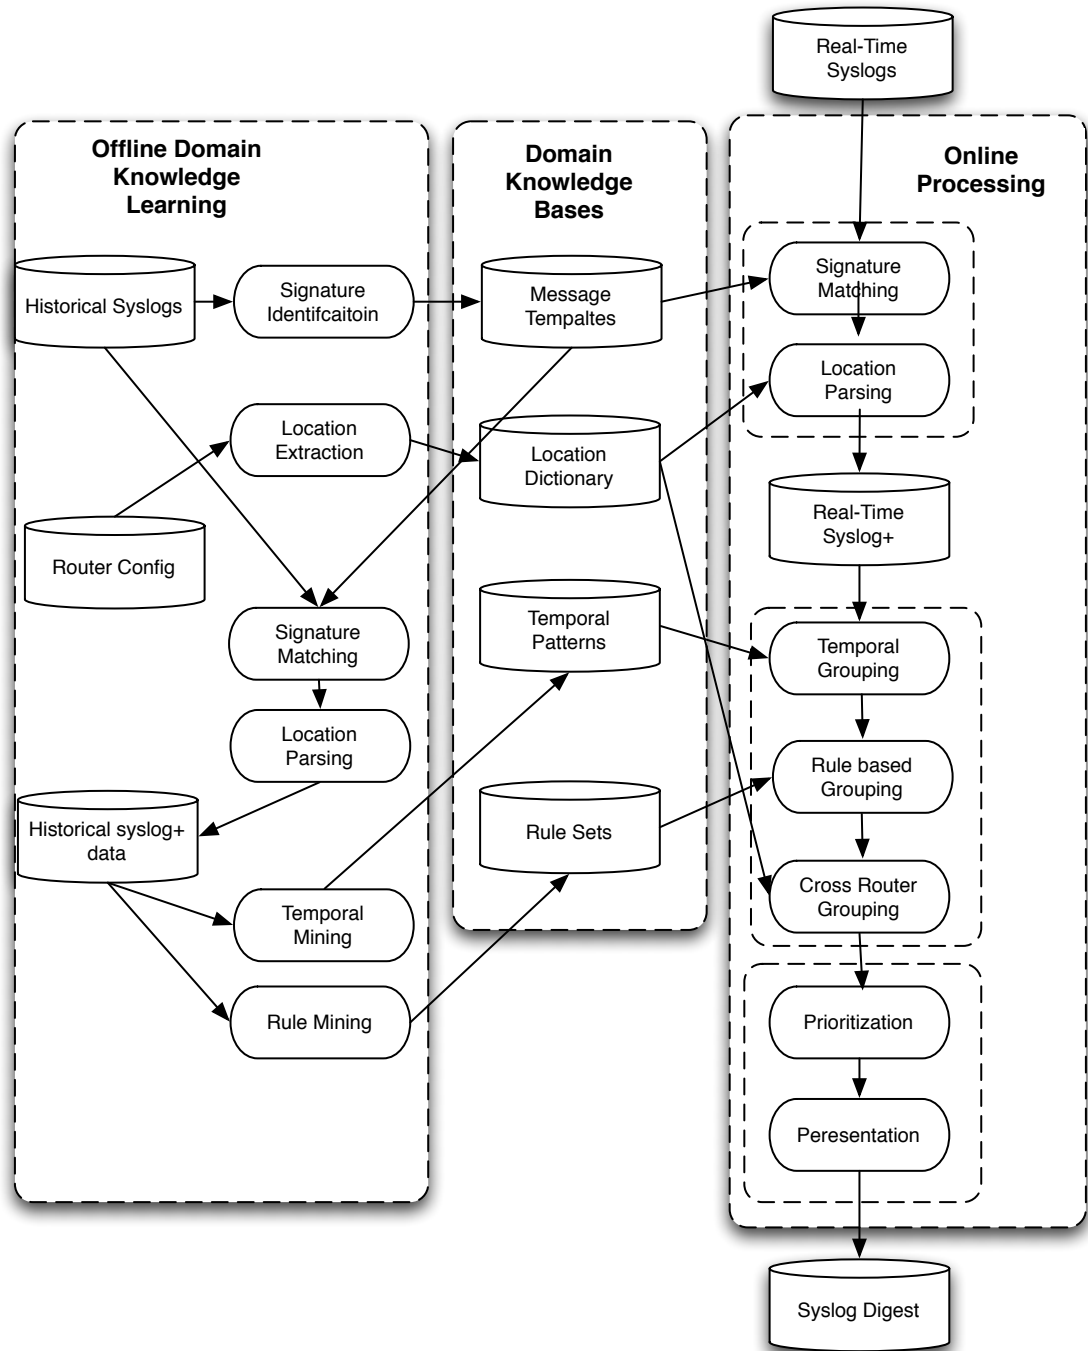 Real-Time
Syslogs
Offline Domain
Knowledge
Learning
Historical Syslogs
Signature
Identifcaitoin
Location
Extraction
Router Config
Signature
Matching
Location
Parsing
Historical syslog+
data
Temporal
Mining
Rule Mining
Domain
Knowledge
Bases
Message
Tempaltes
Location
Dictionary
Temporal
Patterns
Rule Sets
Online
Processing
Signature
Matching
Location
Parsing
Real-Time
Syslog+
Temporal
Grouping
Rule based
Grouping
Cross Router
Grouping
Prioritization
Peresentation
Syslog Digest